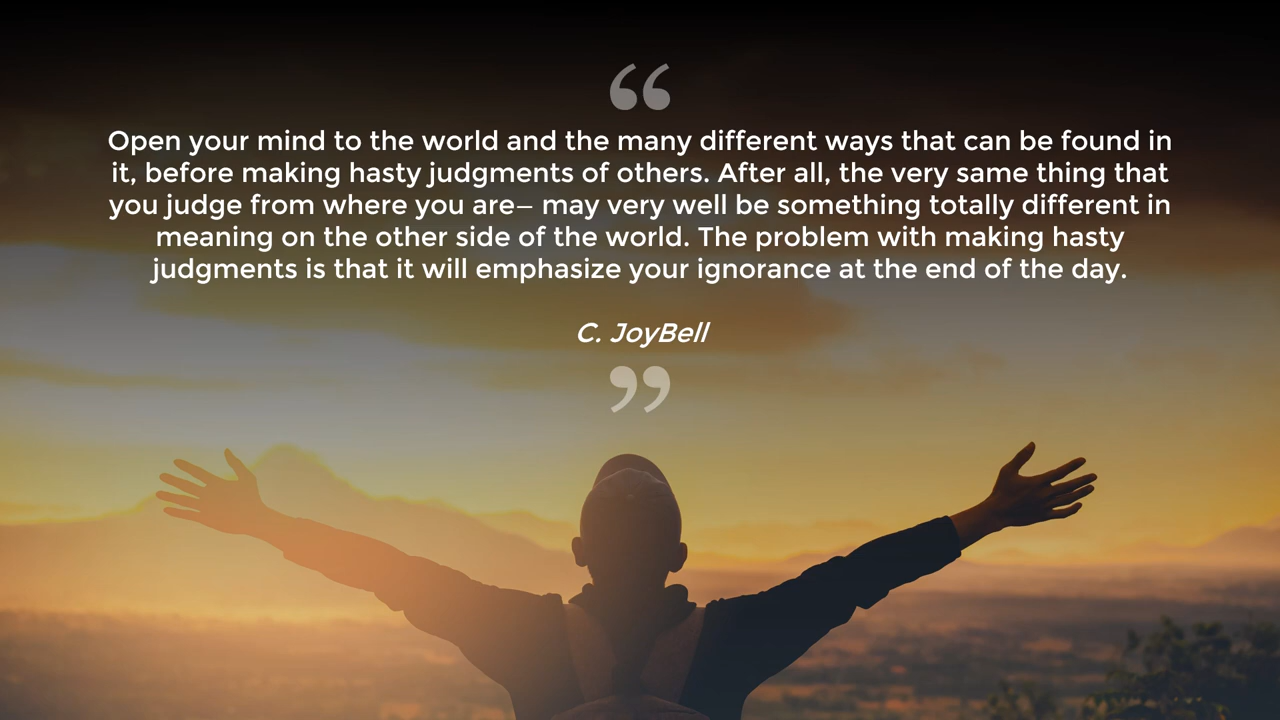 “
Open your mind to the world and the many different ways that can be found in
it, before making hasty judgments of others. After all, the very same thing that
you judge from where you are– may very well be something totally different in
meaning on the other side of the world. The problem with making hasty
judgments is that it will emphasize your ignorance at the end of the day.
C. JoyBell
”